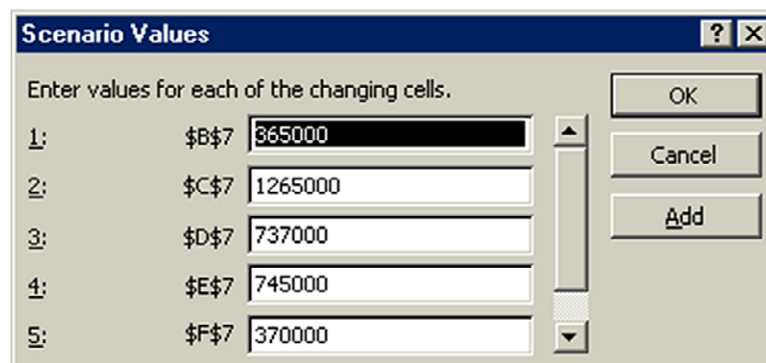 Scenario Values ? X
Enter values for each of the changing cells.
OK
1: $B$7 365000
Cancel
2: $C$7 1265000
Add
3: $D$7 737000
4: $E$7 745000
5: $F$7 370000